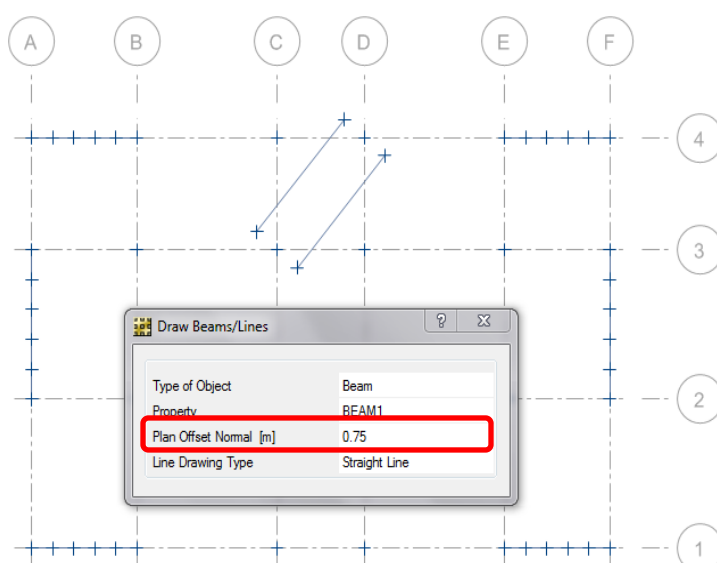 A B C D E F
4
3
Draw Beams/Lines
Type of Object Beam
Property BEAM1
Plan Offset Normal [m] 0.75
Line Drawing Type Straight Line
2
1